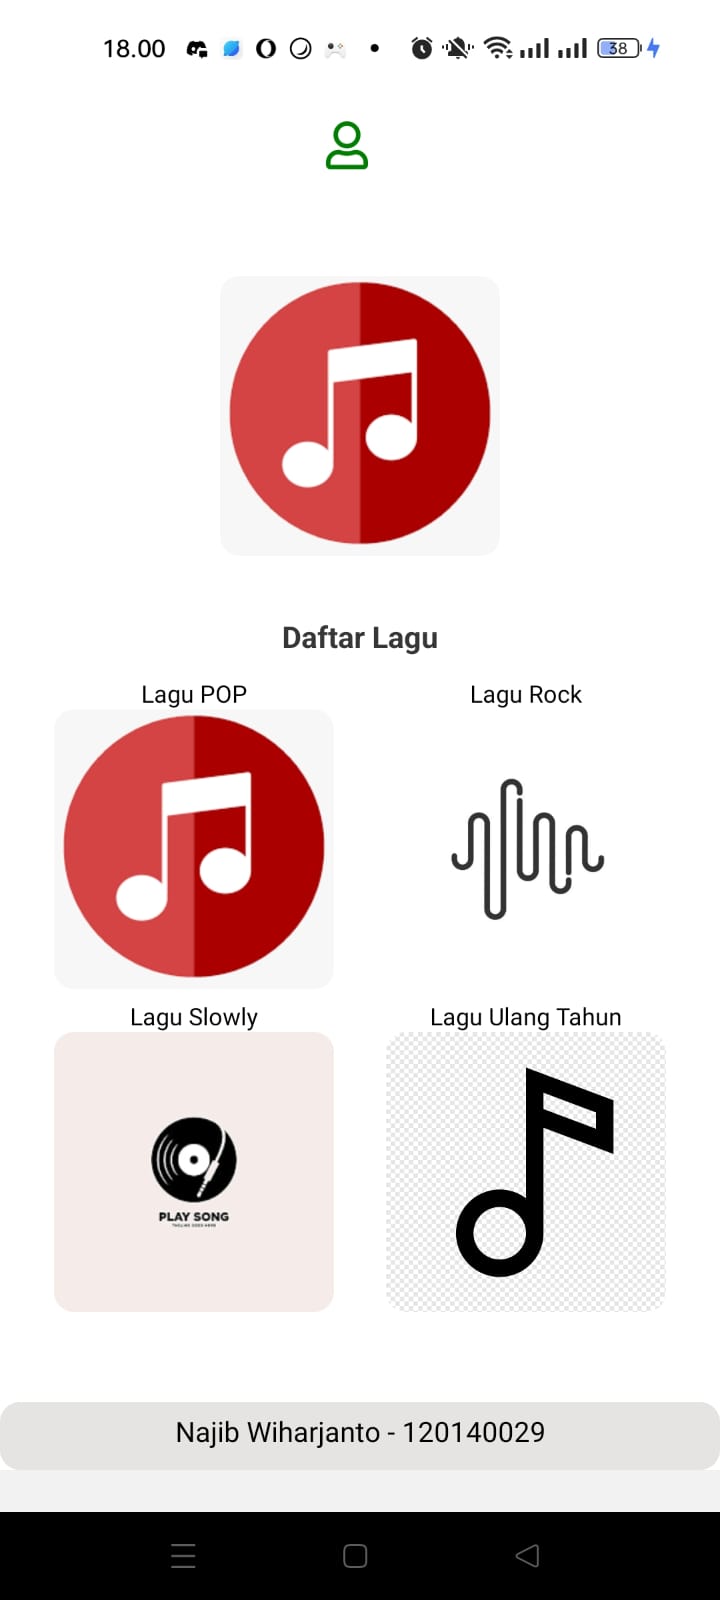 18.00
38
Daftar Lagu
Lagu POP
Lagu Rock
Lagu Slowly
Lagu Ulang Tahun
PLAY SONG
Najib Wiharjanto - 120140029